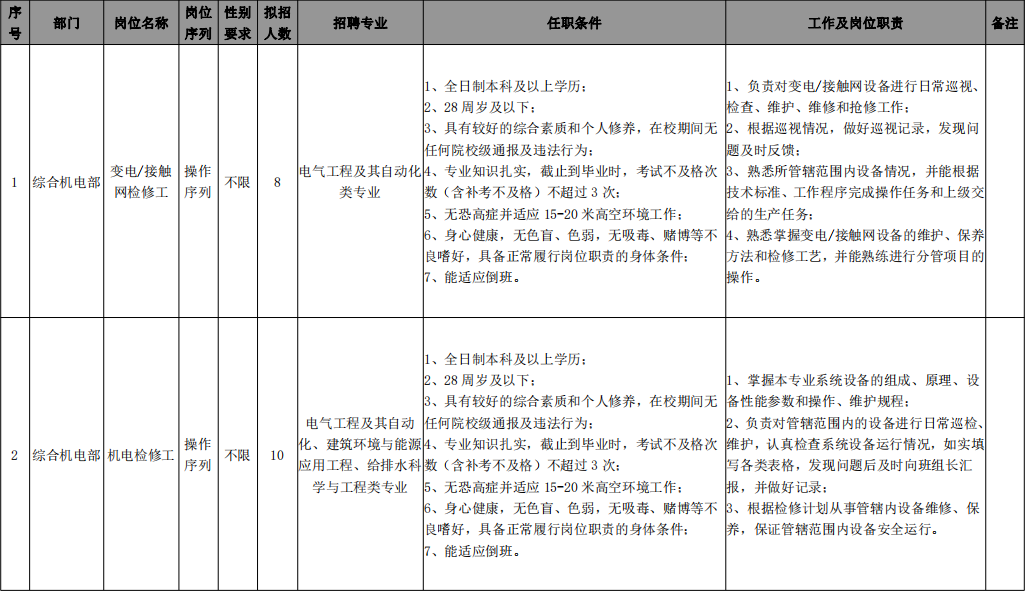 序号 部门 岗位名称 岗位序列 性别要求 拟招人数 招聘专业 任职条件 工作及岗位职责 备注
1 综合机电部 变电/接触网检修工 操作序列 不限 8
电气工程及其自动化
类专业
1、全日制本科及以上学历;
2、28 周岁及以下;
3、具有较好的综合素质和个人修养，在校期间无
任何院校级通报及违法行为;
4、专业知识扎实，截止到毕业时，考试不及格次
数（含补考不及格）不超过 3 次;
5、无恐高症并适应 15-20 米高空环境工作;
6、身心健康，无色盲、色弱，无吸毒、赌博等不
良嗜好，具备正常履行岗位职责的身体条件;
7、能适应倒班。
1、负责对变电/接触网设备进行日常巡视、
检查、维护、维修和抢修工作;
2、根据巡视情况，做好巡视记录，发现问
题及时反馈;
3、熟悉所管辖范围内设备情况，并能根据
技术标准、工作程序完成操作任务和上级交
给的生产任务;
4、熟悉掌握变电/接触网设备的维护、保养
方法和检修工艺，并能熟练进行分管项目的
操作。
2 综合机电部 机电检修工 操作序列 不限 10
电气工程及其自动
化、建筑环境与能源
应用工程、给排水科
学与工程类专业
1、全日制本科及以上学历;
2、28 周岁及以下;
3、具有较好的综合素质和个人修养，在校期间无
任何院校级通报及违法行为;
4、专业知识扎实，截止到毕业时，考试不及格次
数（含补考不及格）不超过 3 次;
5、无恐高症并适应 15-20 米高空环境工作;
6、身心健康，无色盲、色弱，无吸毒、赌博等不
良嗜好，具备正常履行岗位职责的身体条件;
7、能适应倒班。
1、掌握本专业系统设备的组成、原理、设
备性能参数和操作、维护规程;
2、负责对管辖范围内的设备进行日常巡检、
维护，认真检查系统设备运行情况，如实填
写各类表格，发现问题后及时向班组长汇
报，并做好记录;
3、根据检修计划从事管辖内设备维修、保
养，保证管辖范围内设备安全运行。